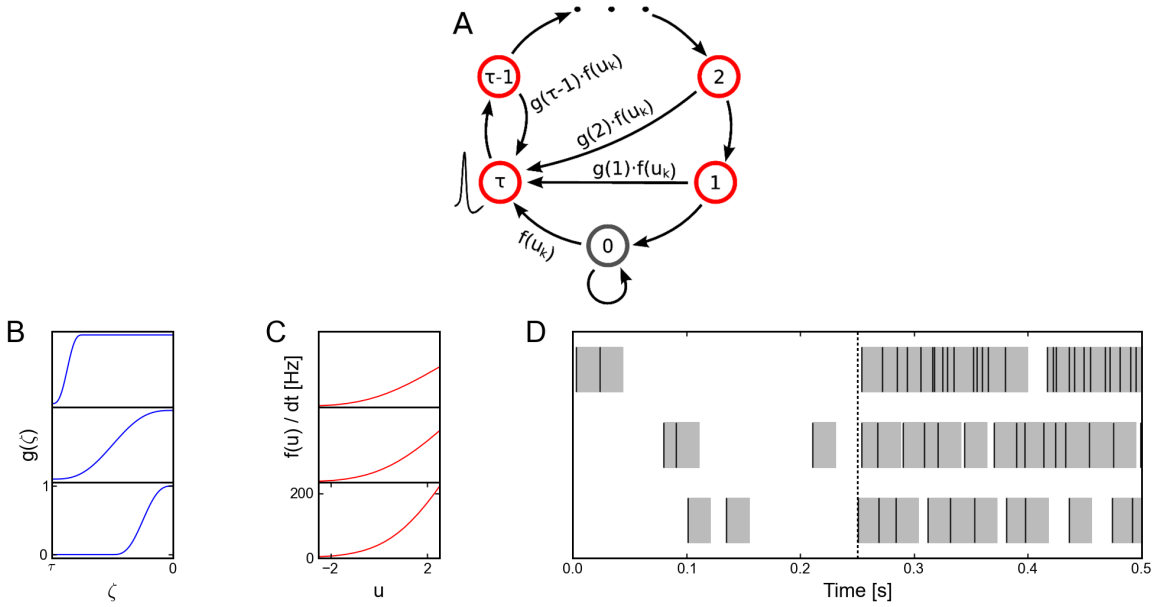 A
τ-1
2
g(τ-1)·f(uₖ)
g(2)·f(uₖ)
g(1)·f(uₖ)
τ
1
f(uₖ)
0
B
g(ζ)
1
0
τ
0
ζ
C
f(u) / dt [Hz]
200
0
−2
2
u
D
0.0
0.1
0.2
0.3
0.4
0.5
Time [s]